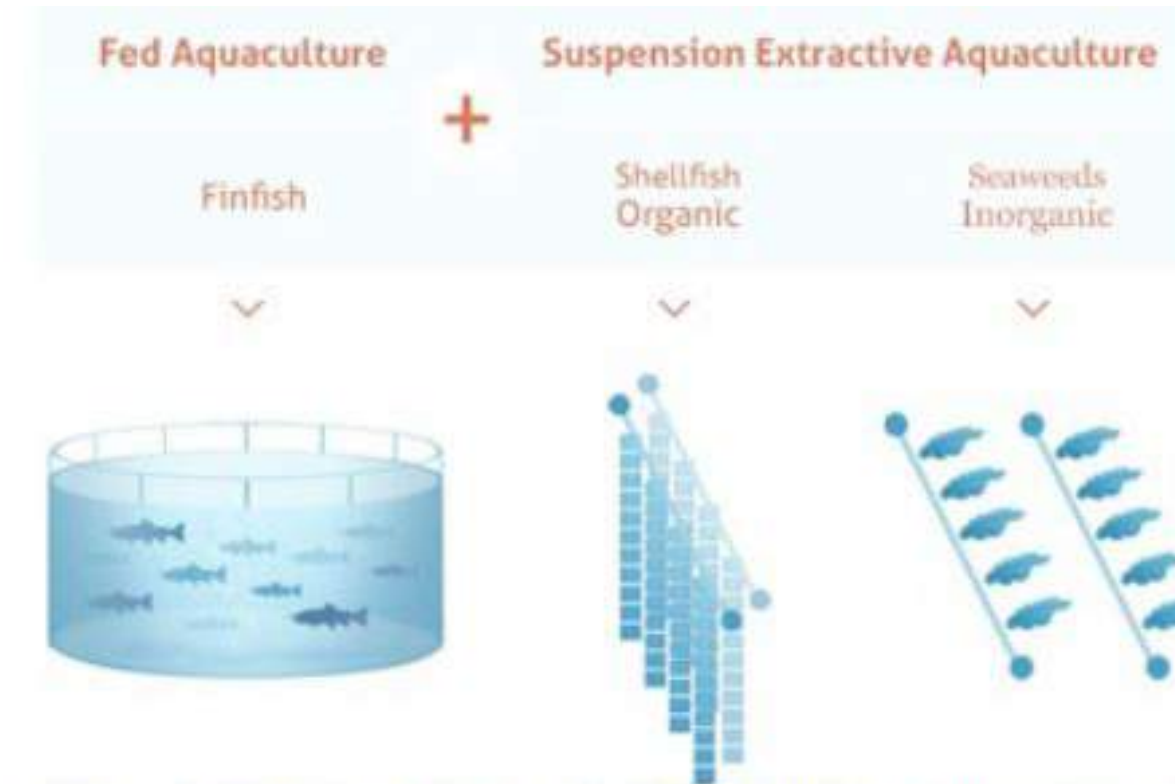 Fed Aquaculture
+
Suspension Extractive Aquaculture
Finfish
Shellfish
Organic
Seaweeds
Inorganic